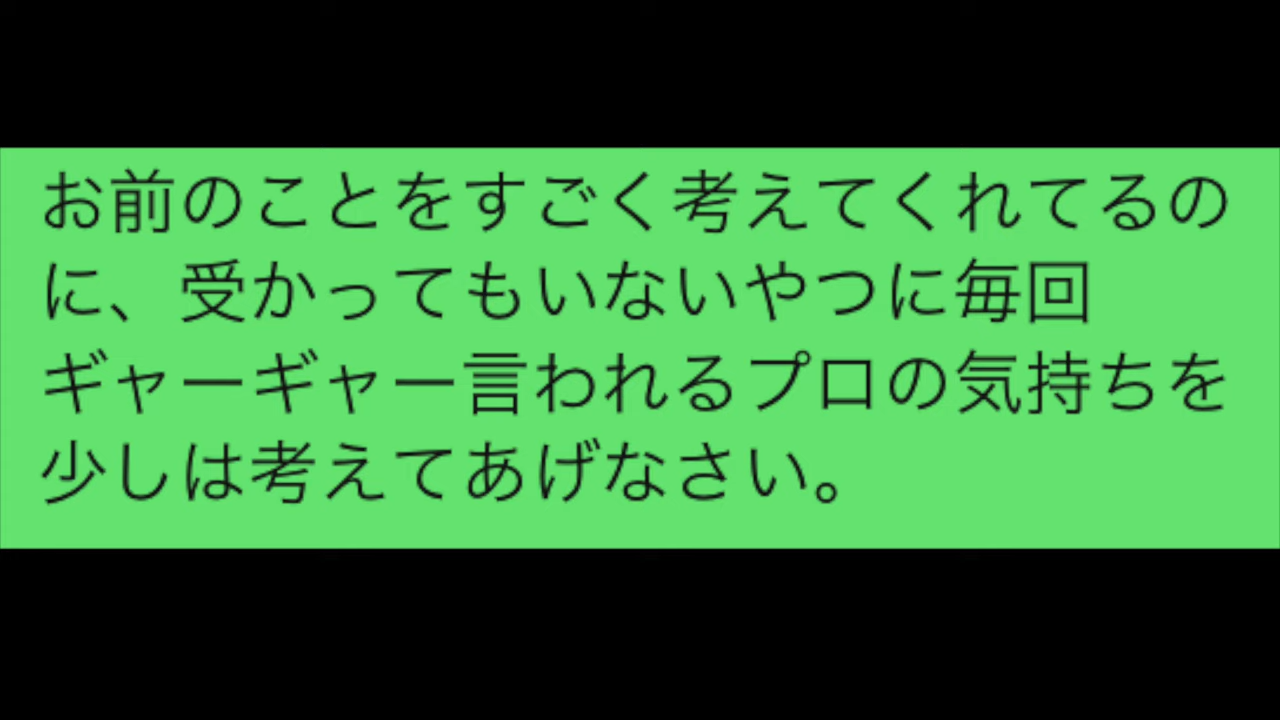 お前のことをすごく考えてくれてるの
に、受かってもいないやつに毎回
ギャーギャー言われるプロの気持ちを
少しは考えてあげなさい。